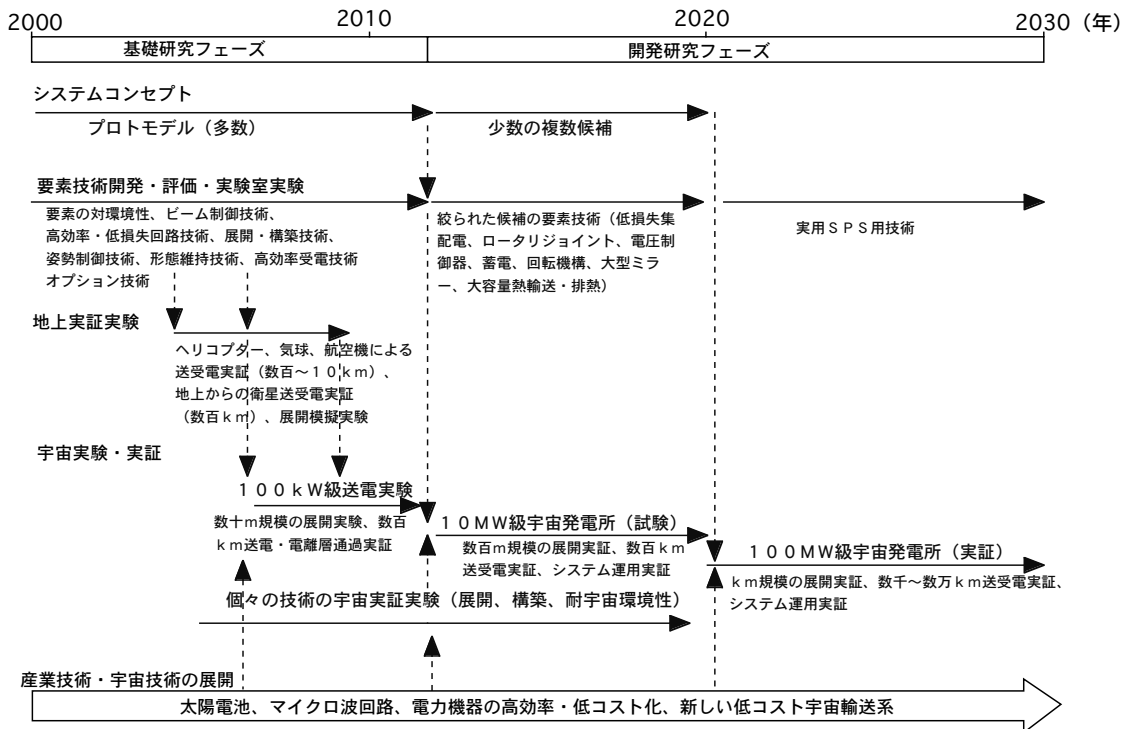 2000 2010 2020 2030（年）
基礎研究フェーズ 開発研究フェーズ
システムコンセプト
プロトモデル（多数） 少数の複数候補
要素技術開発・評価・実験室実験
要素の対環境性、ビーム制御技術、
高効率・低損失回路技術、展開・構築技術、
姿勢制御技術、形態維持技術、高効率受電技術
オプション技術
絞られた候補の要素技術（低損失集
配電、ロータリジョイント、電圧制
御器、蓄電、回転機構、大型ミラ
ー、大容量熱輸送・排熱）
実用ＳＰＳ用技術
地上実証実験
ヘリコプター、気球、航空機による
送受電実証（数百～１０ｋｍ）、
地上からの衛星送受電実証
（数百ｋｍ）、展開模擬実験
宇宙実験・実証
１００ｋＷ級送電実験
数十ｍ規模の展開実験、数百
ｋｍ送電・電離層通過実証
１０ＭＷ級宇宙発電所（試験）
数百ｍ規模の展開実証、数百ｋｍ
送受電実証、システム運用実証
１００ＭＷ級宇宙発電所（実証）
ｋｍ規模の展開実証、数千～数万ｋｍ送受電実証、
システム運用実証
個々の技術の宇宙実証実験（展開、構築、耐宇宙環境性）
産業技術・宇宙技術の展開
太陽電池、マイクロ波回路、電力機器の高効率・低コスト化、新しい低コスト宇宙輸送系